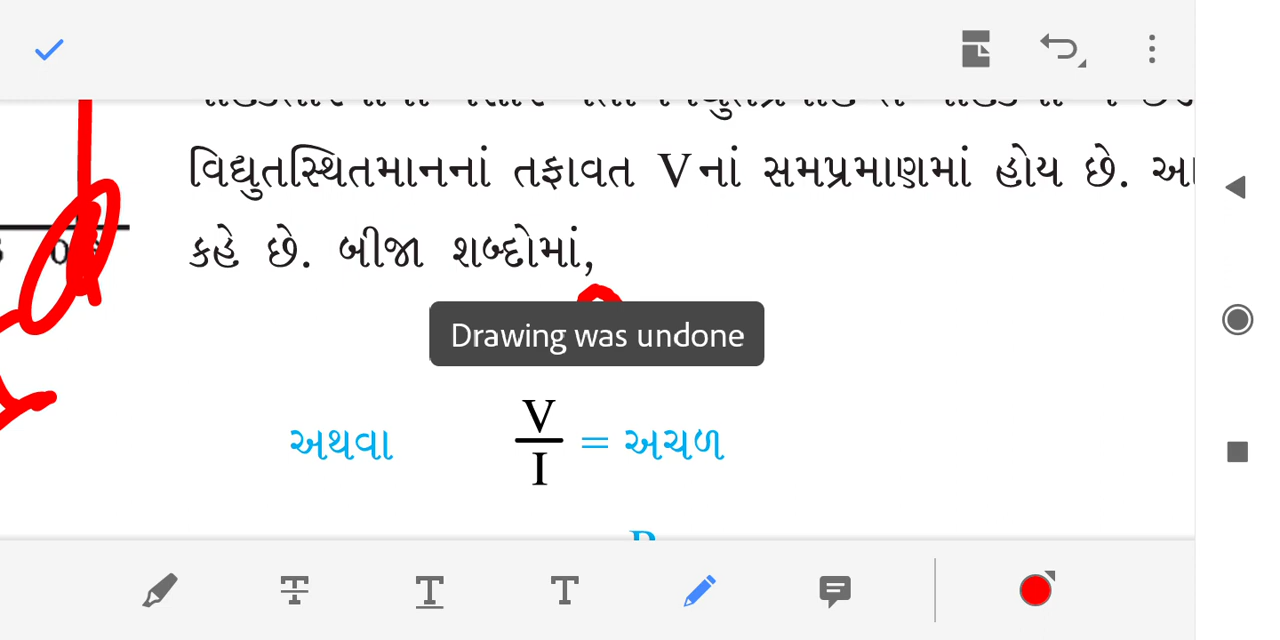 વિદ્યુતસ્થિતમાનનાં તફાવત Vનાં સમપ્રમાણમાં હોય છે. આ
કહે છે. બીજા શબ્દોમાં,
Drawing was undone
અથવા V/I = અચળ